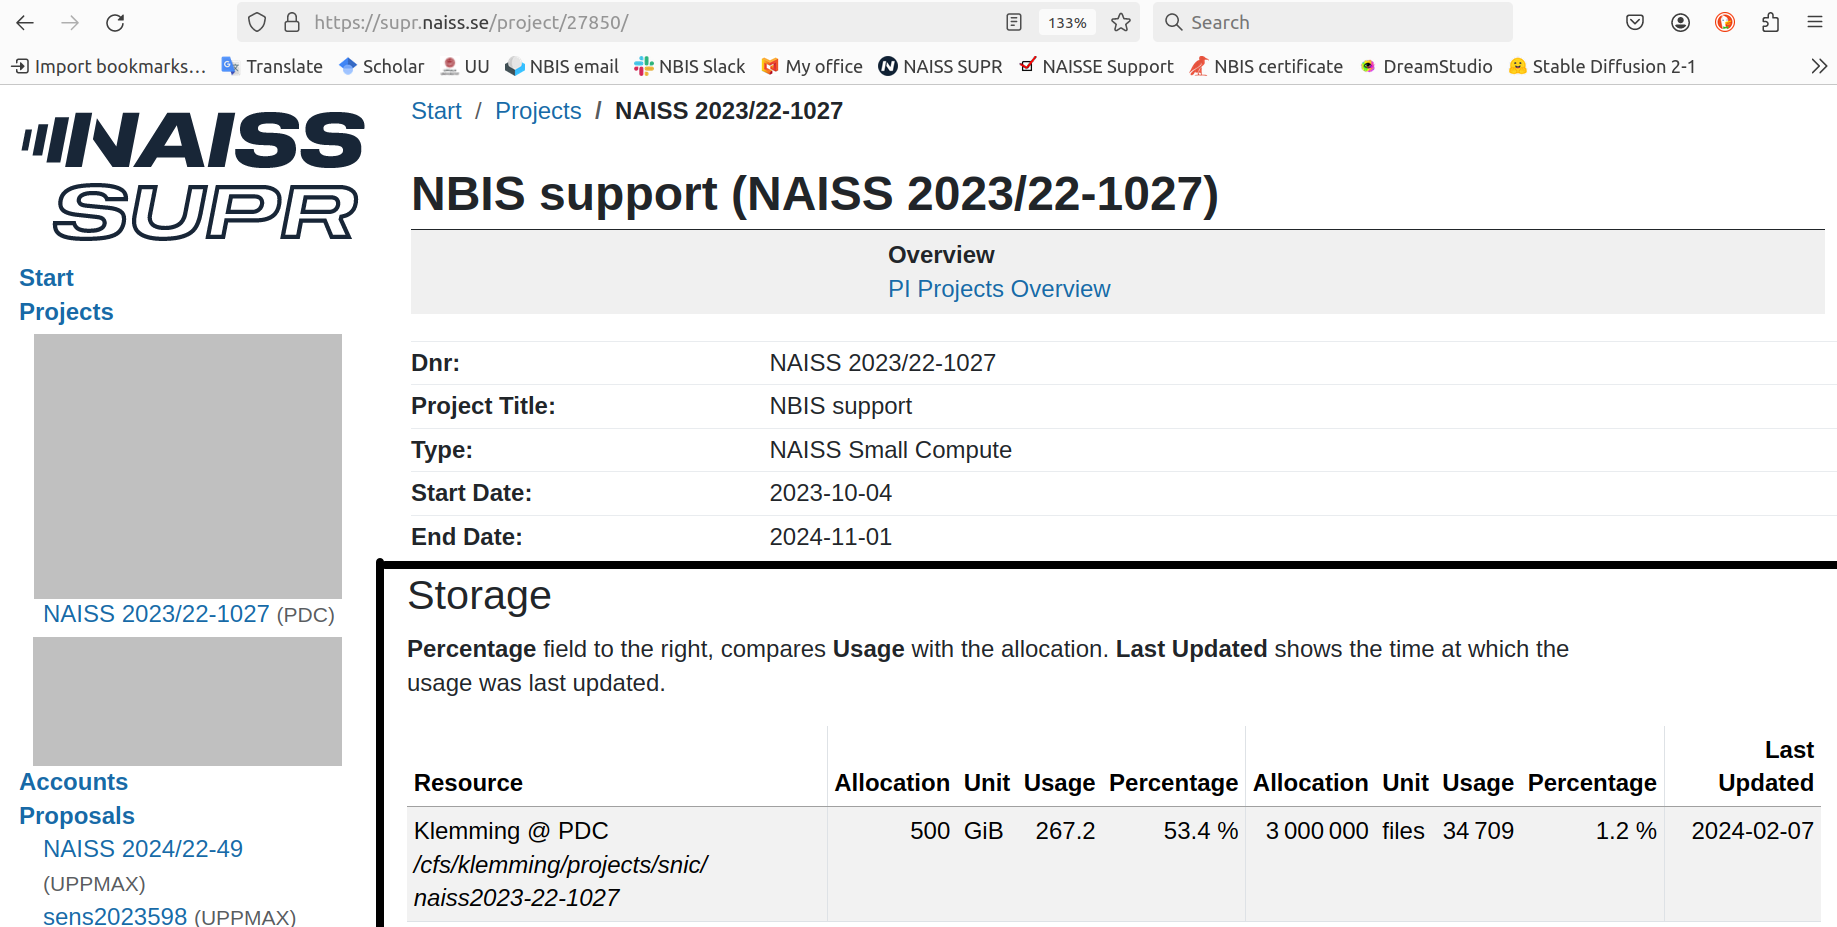 https://supr.naiss.se/project/27850/ 133% Search
Import bookmarks... Translate Scholar UU NBIS email NBIS Slack My office NAISS SUPR NAISSE Support NBIS certificate DreamStudio Stable Diffusion 2-1
NAISS
SUPR
Start
Projects
NAISS 2023/22-1027 (PDC)
Accounts
Proposals
NAISS 2024/22-49
(UPPMAX)
sens2023598 (UPPMAX)
Start / Projects / NAISS 2023/22-1027
NBIS support (NAISS 2023/22-1027)
Overview
PI Projects Overview
Dnr: NAISS 2023/22-1027
Project Title: NBIS support
Type: NAISS Small Compute
Start Date: 2023-10-04
End Date: 2024-11-01
Storage
Percentage field to the right, compares Usage with the allocation. Last Updated shows the time at which the
usage was last updated.
Resource Allocation Unit Usage Percentage Allocation Unit Usage Percentage Last Updated
Klemming @ PDC 500 GiB 267.2 53.4 % 3 000 000 files 34 709 1.2 % 2024-02-07
/cfs/klemming/projects/snic/
naiss2023-22-1027